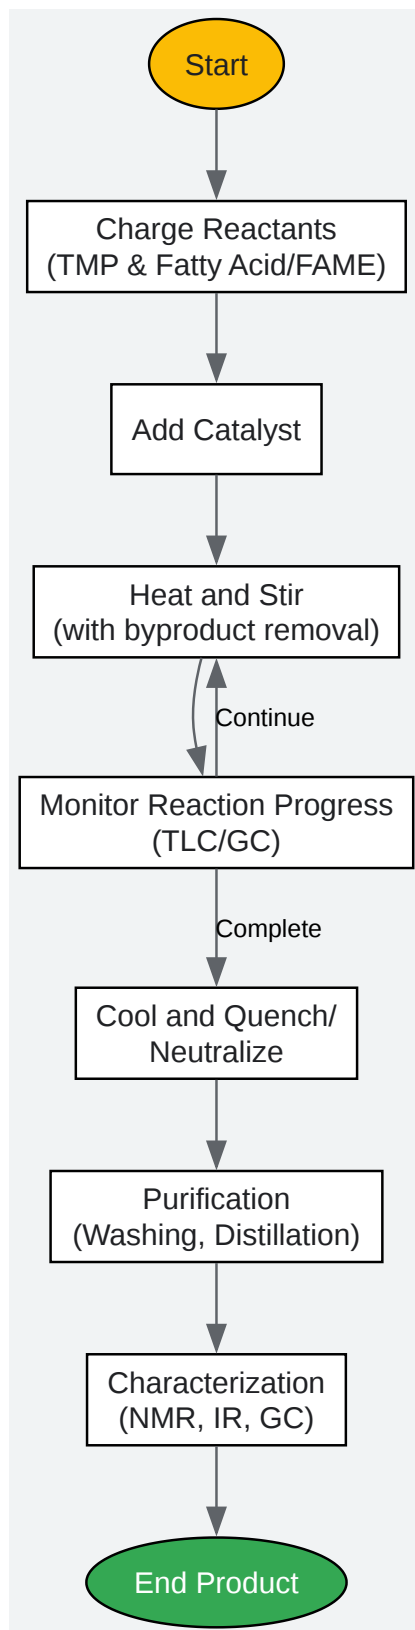 Start
Charge Reactants
(TMP & Fatty Acid/FAME)
Add Catalyst
Heat and Stir
(with byproduct removal)
Continue
Monitor Reaction Progress
(TLC/GC)
Complete
Cool and Quench/
Neutralize
Purification
(Washing, Distillation)
Characterization
(NMR, IR, GC)
End Product